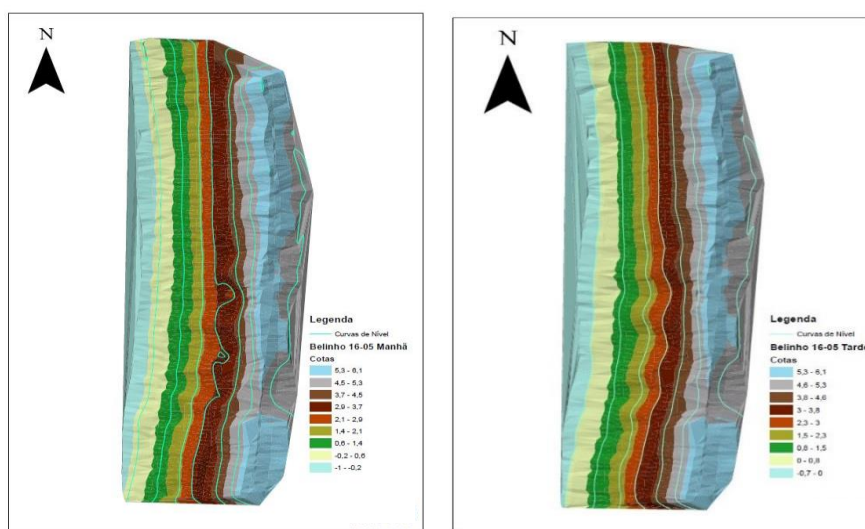 N
Legenda
Curvas de Nível
Belinho 16-05 Manhã
Cotas
5,3 - 6,1
4,5 - 5,3
3,7 - 4,5
2,9 - 3,7
2,1 - 2,9
1,4 - 2,1
0,6 - 1,4
-0,2 - 0,6
-1 - -0,2
N
Legenda
Curvas de Nível
Belinho 16-05 Tarde
Cotas
5,3 - 6,1
4,6 - 5,3
3,8 - 4,6
3 - 3,8
2,3 - 3
1,5 - 2,3
0,8 - 1,5
0 - 0,8
-0,7 - 0